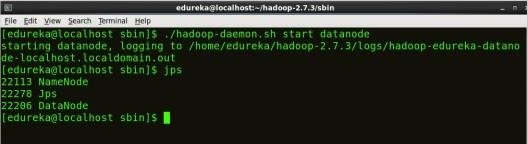 edureka@localhost:~/hadoop-2.7.3/sbin
File Edit View Search Terminal Help
[edureka@localhost sbin]$ ./hadoop-daemon.sh start datanode
starting datanode, logging to /home/edureka/hadoop-2.7.3/logs/hadoop-edureka-datano
de-localhost.localdomain.out
[edureka@localhost sbin]$ jps
22113 NameNode
22278 Jps
22206 DataNode
[edureka@localhost sbin]$